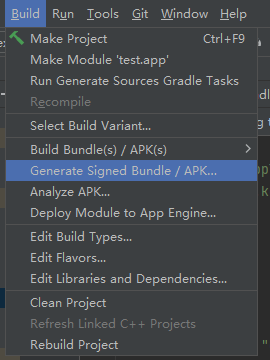 Build Run Tools Git Window Help
Make Project Ctrl+F9
Make Module 'test.app'
Run Generate Sources Gradle Tasks
Recompile
Select Build Variant...
Build Bundle(s) / APK(s)
Generate Signed Bundle / APK...
Analyze APK...
Deploy Module to App Engine...
Edit Build Types...
Edit Flavors...
Edit Libraries and Dependencies...
Clean Project
Refresh Linked C++ Projects
Rebuild Project